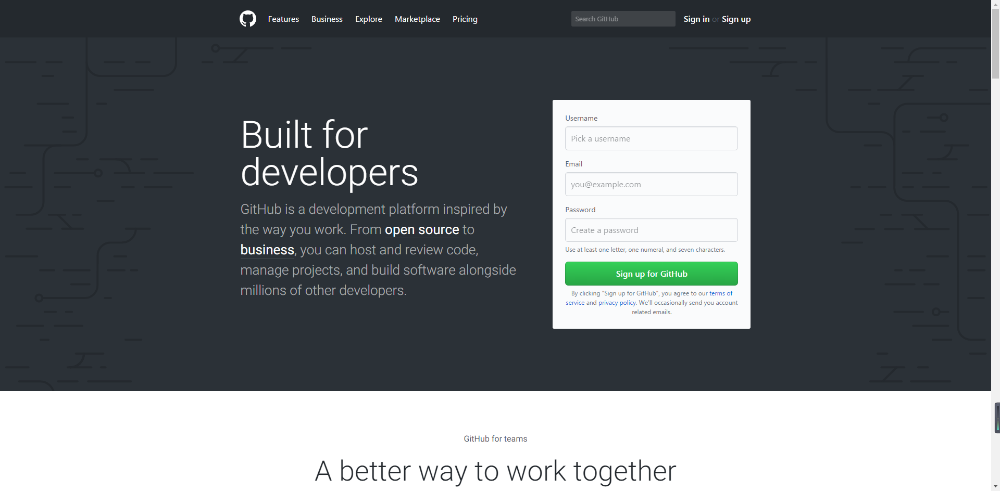 Features Business Explore Marketplace Pricing Search GitHub Sign in or Sign up
Built for
developers
GitHub is a development platform inspired by
the way you work. From open source to
business, you can host and review code,
manage projects, and build software alongside
millions of other developers.
Username
Pick a username
Email
you@example.com
Password
Create a password
Use at least one letter, one numeral, and seven characters.
Sign up for GitHub
By clicking "Sign up for GitHub", you agree to our terms of
service and privacy policy. We’ll occasionally send you account
related emails.
GitHub for teams
A better way to work together